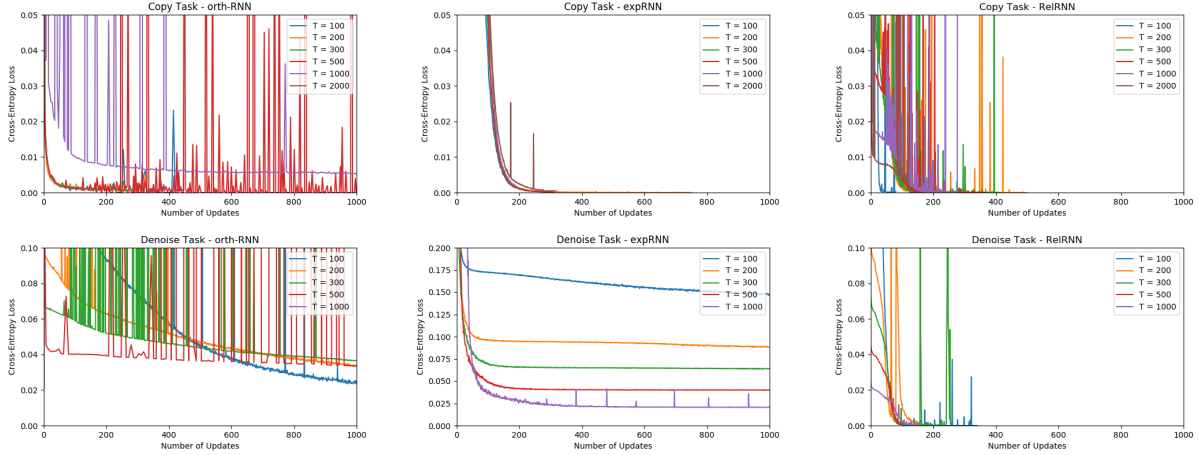 Copy Task - orth-RNN
Cross-Entropy Loss
0.05
0.04
0.03
0.02
0.01
0.00
0
200
400
600
800
1000
Number of Updates
T = 100
T = 200
T = 300
T = 500
T = 1000
T = 2000
Copy Task - expRNN
Cross-Entropy Loss
0.05
0.04
0.03
0.02
0.01
0.00
0
200
400
600
800
1000
Number of Updates
T = 100
T = 200
T = 300
T = 500
T = 1000
T = 2000
Copy Task - RelRNN
Cross-Entropy Loss
0.05
0.04
0.03
0.02
0.01
0.00
0
200
400
600
800
1000
Number of Updates
T = 100
T = 200
T = 300
T = 500
T = 1000
T = 2000
Denoise Task - orth-RNN
Cross-Entropy Loss
0.10
0.08
0.06
0.04
0.02
0.00
0
200
400
600
800
1000
Number of Updates
T = 100
T = 200
T = 300
T = 500
T = 1000
Denoise Task - expRNN
Cross-Entropy Loss
0.200
0.175
0.150
0.125
0.100
0.075
0.050
0.025
0.000
0
200
400
600
800
1000
Number of Updates
T = 100
T = 200
T = 300
T = 500
T = 1000
Denoise Task - RelRNN
Cross-Entropy Loss
0.10
0.08
0.06
0.04
0.02
0.00
0
200
400
600
800
1000
Number of Updates
T = 100
T = 200
T = 300
T = 500
T = 1000